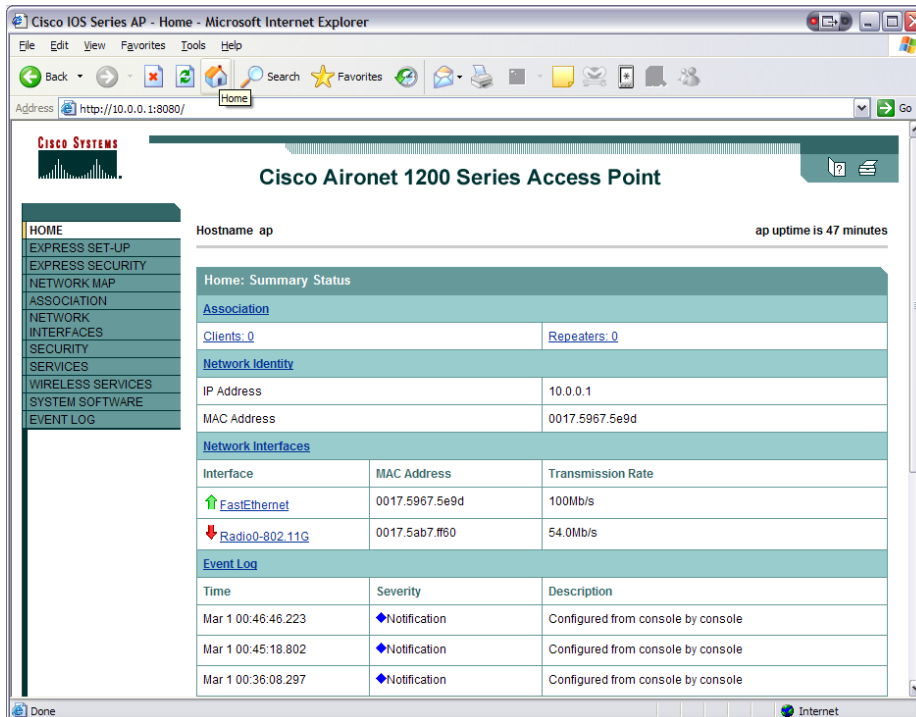 Cisco IOS Series AP - Home - Microsoft Internet Explorer
File Edit View Favorites Tools Help
Back Search Favorites
Home
Address http://10.0.0.1:8080/ Go
CISCO SYSTEMS
Cisco Aironet 1200 Series Access Point
HOME
EXPRESS SET-UP
EXPRESS SECURITY
NETWORK MAP
ASSOCIATION
NETWORK
INTERFACES
SECURITY
SERVICES
WIRELESS SERVICES
SYSTEM SOFTWARE
EVENT LOG
Hostname ap ap uptime is 47 minutes
Home: Summary Status
Association
Clients: 0 Repeaters: 0
Network Identity
IP Address 10.0.0.1
MAC Address 0017.5967.5e9d
Network Interfaces
Interface MAC Address Transmission Rate
FastEthernet 0017.5967.5e9d 100Mb/s
Radio0-802.11G 0017.5ab7.ff60 54.0Mb/s
Event Log
Time Severity Description
Mar 1 00:46:46.223 Notification Configured from console by console
Mar 1 00:45:18.802 Notification Configured from console by console
Mar 1 00:36:08.297 Notification Configured from console by console
Done Internet